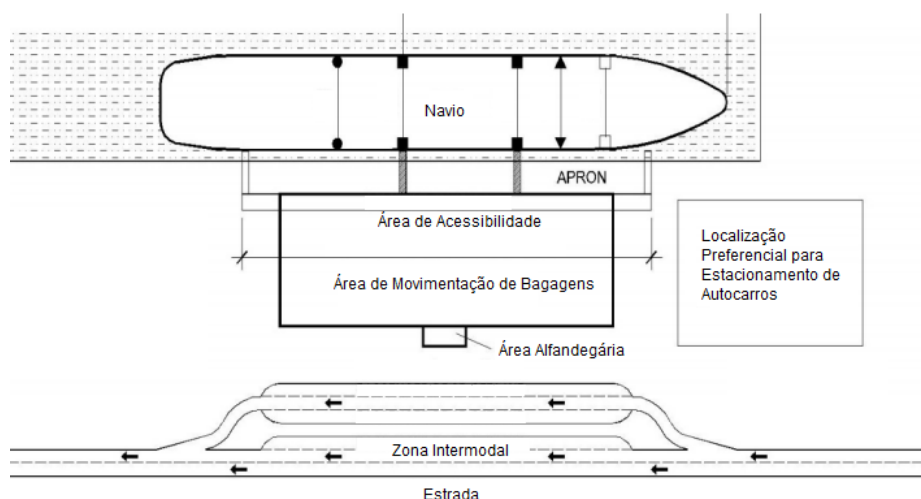 Navio
APRON
Área de Acessibilidade
Localização
Preferencial para
Estacionamento de
Autocarros
Área de Movimentação de Bagagens
Área Alfandegária
Zona Intermodal
Estrada